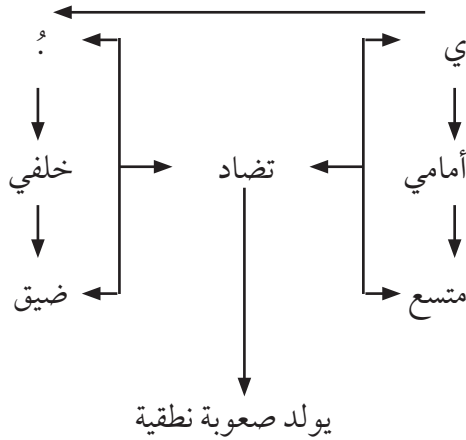 ي ُ:
أمامي تضاد خلفي
متسع ضيق
يولد صعوبة نطقية